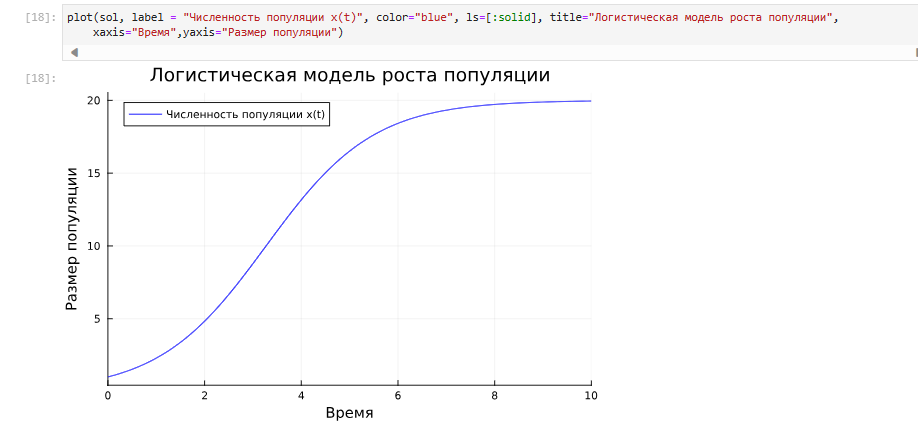 [18]:
plot(sol, label = "Численность популяции x(t)", color="blue", ls=[:solid], title="Логистическая модель роста популяции",
xaxis="Время",yaxis="Размер популяции")
[18]:
Логистическая модель роста популяции
Численность популяции x(t)
20
15
10
5
Размер популяции
0 2 4 6 8 10
Время